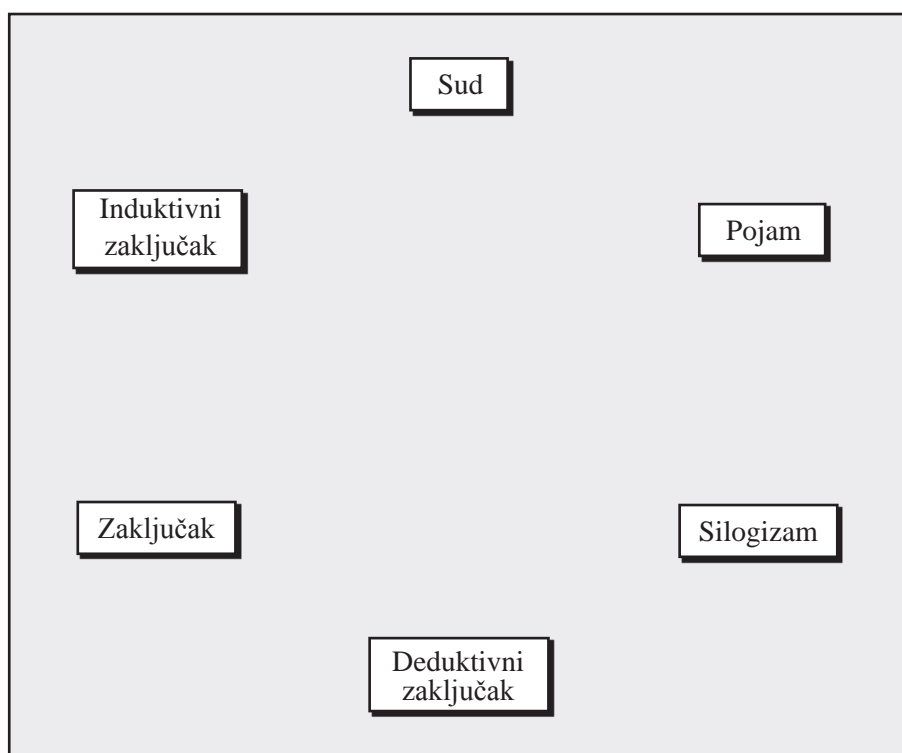 Sud
Induktivni
zaključak
Pojam
Zaključak
Silogizam
Deduktivni
zaključak